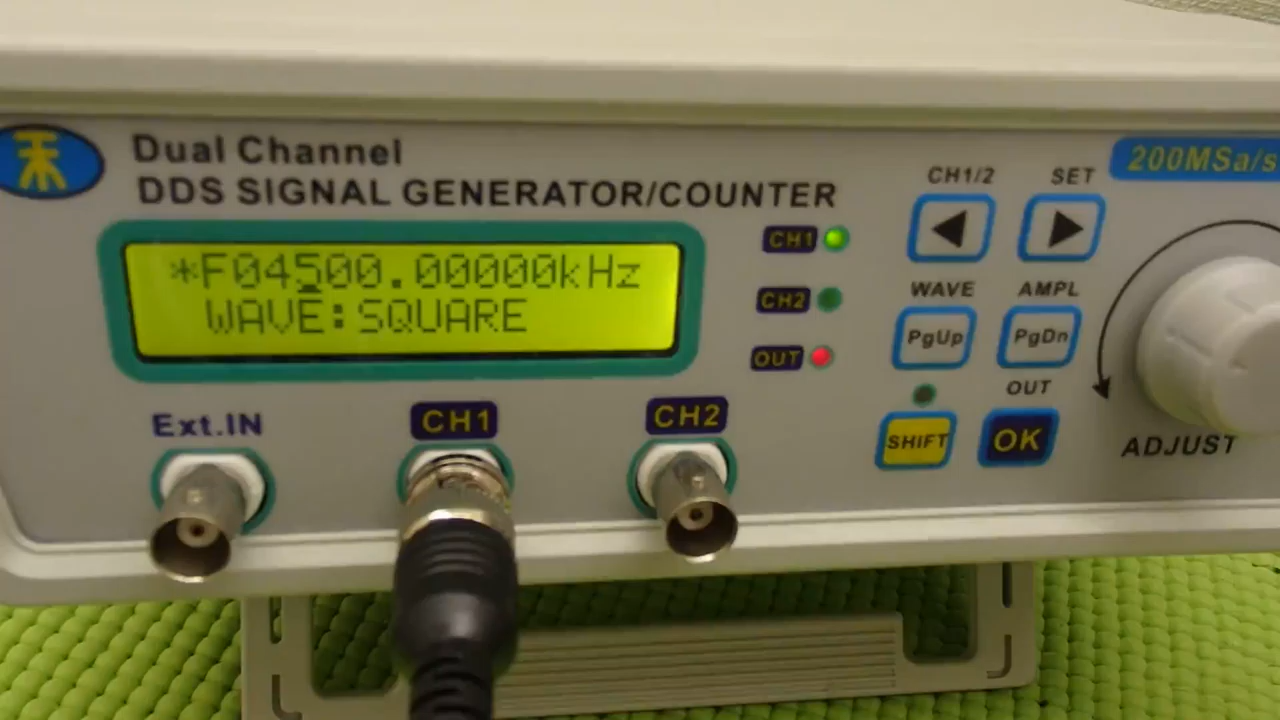 Dual Channel
DDS SIGNAL GENERATOR/COUNTER
200MSa/s
CH1/2
SET
*F04500.00000kHz
WAVE:SQUARE
CH1
CH2
OUT
WAVE
AMPL
PgUp
PgDn
OUT
SHIFT
OK
ADJUST
Ext.IN
CH1
CH2